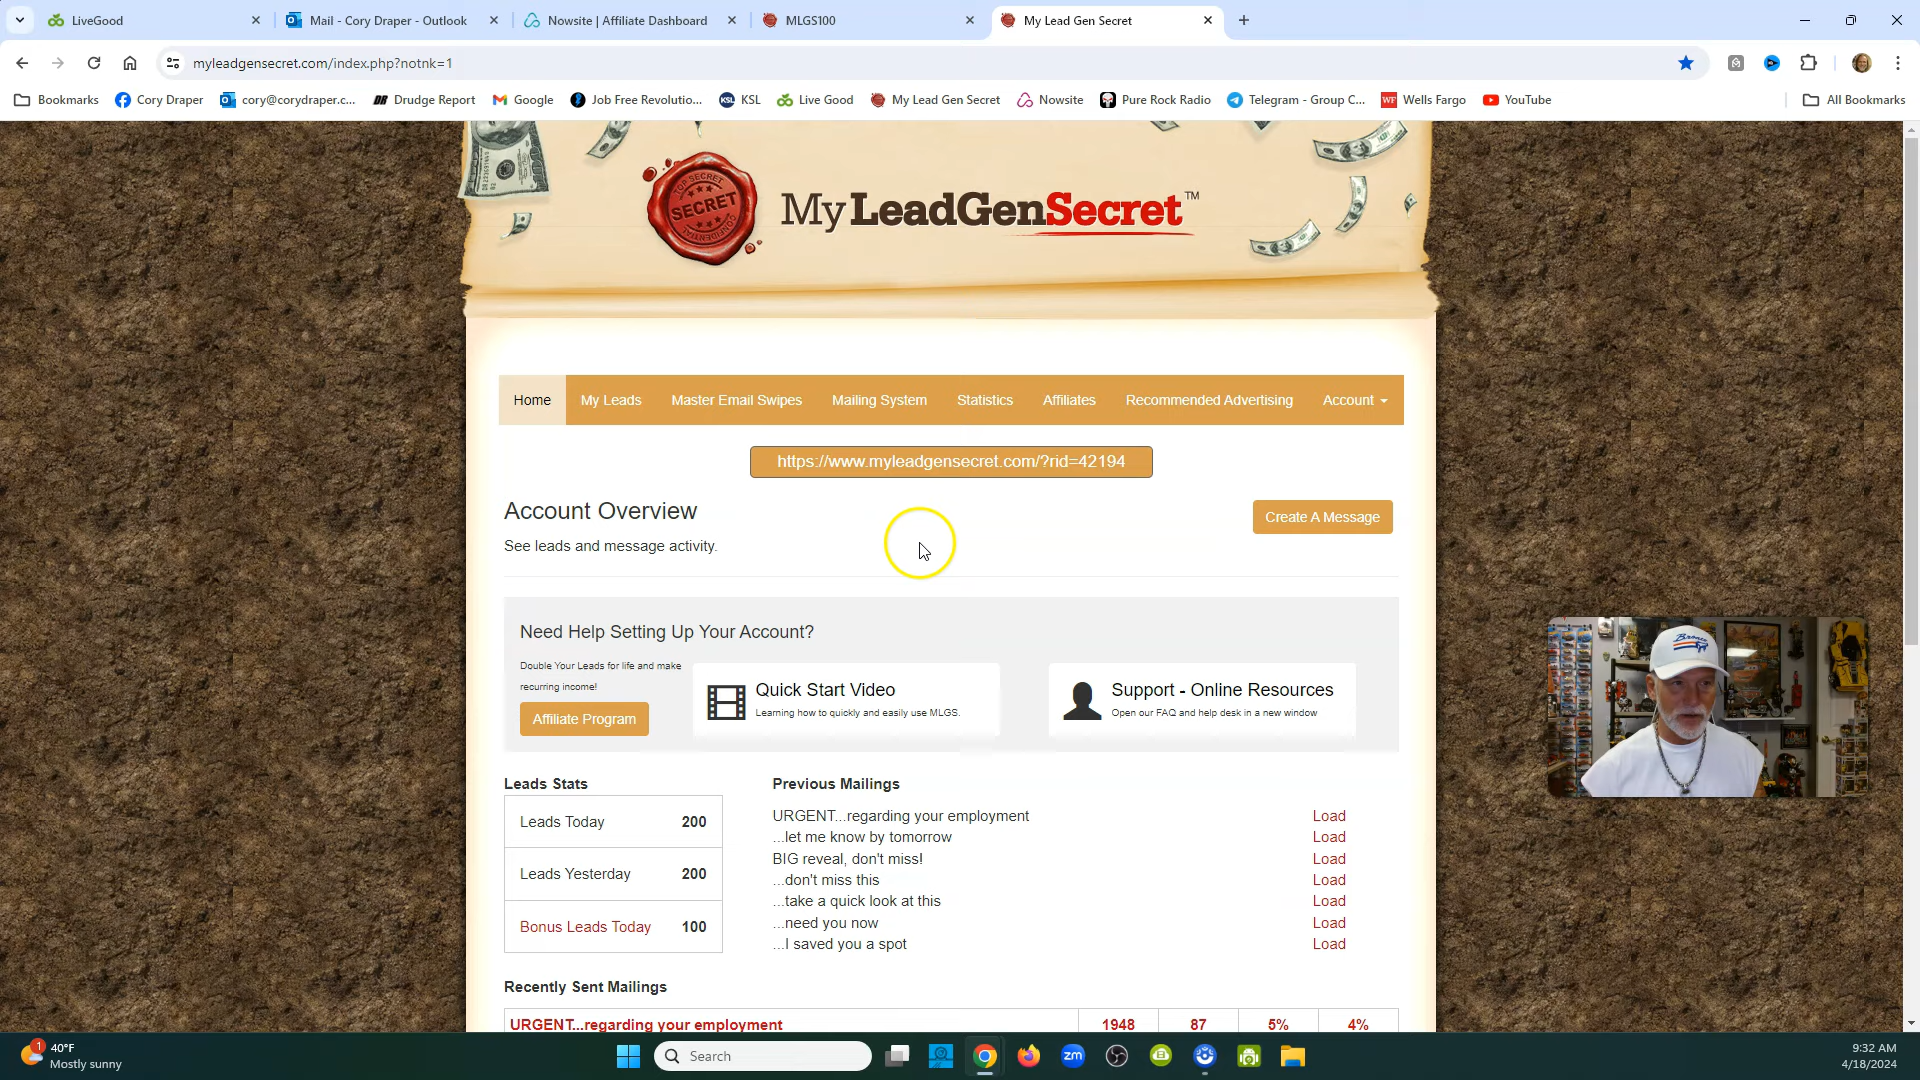 LiveGood
Mail - Cory Draper - Outlook
Nowsite | Affiliate Dashboard
MLGS100
My Lead Gen Secret
myleadgensecret.com/index.php?notnk=1
Bookmarks
Cory Draper
cory@corydraper.c...
Drudge Report
Google
Job Free Revolutio...
KSL
Live Good
My Lead Gen Secret
Nowsite
Pure Rock Radio
Telegram - Group C...
Wells Fargo
YouTube
All Bookmarks
TOP SECRET
SECRET
CONFIDENTIAL
MyLeadGenSecret™
Home
My Leads
Master Email Swipes
Mailing System
Statistics
Affiliates
Recommended Advertising
Account
https://www.myleadgensecret.com/?rid=42194
Account Overview
Create A Message
See leads and message activity.
Need Help Setting Up Your Account?
Double Your Leads for life and make
recurring income!
Affiliate Program
Quick Start Video
Learning how to quickly and easily use MLGS.
Support - Online Resources
Open our FAQ and help desk in a new window
Leads Stats
Leads Today 200
Leads Yesterday 200
Bonus Leads Today 100
Previous Mailings
URGENT...regarding your employment Load
...let me know by tomorrow Load
BIG reveal, don't miss! Load
...don't miss this Load
...take a quick look at this Load
...need you now Load
...I saved you a spot Load
Recently Sent Mailings
URGENT...regarding your employment 1948 87 5% 4%
Bronco
1
40°F
Mostly sunny
Search
zm
9:32 AM
4/18/2024